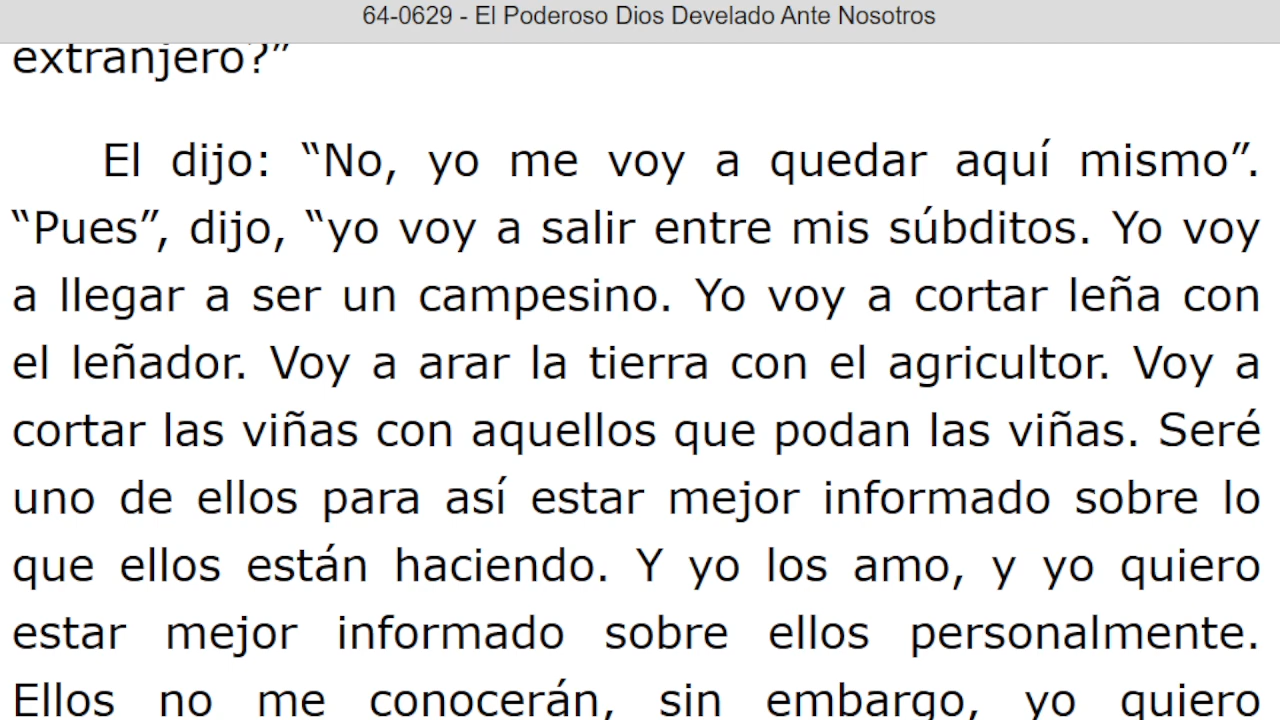 64-0629 - El Poderoso Dios Develado Ante Nosotros
extranjero?”
El dijo: “No, yo me voy a quedar aquí mismo”.
“Pues”, dijo, “yo voy a salir entre mis súbditos. Yo voy
a llegar a ser un campesino. Yo voy a cortar leña con
el leñador. Voy a arar la tierra con el agricultor. Voy a
cortar las viñas con aquellos que podan las viñas. Seré
uno de ellos para así estar mejor informado sobre lo
que ellos están haciendo. Y yo los amo, y yo quiero
estar mejor informado sobre ellos personalmente.
Ellos no me conocerán, sin embargo, yo quiero